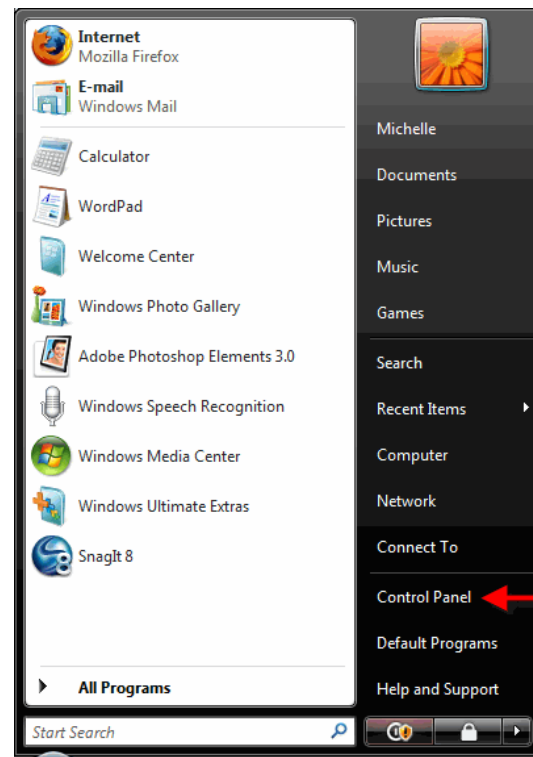 Internet
Mozilla Firefox
E-mail
Windows Mail
Calculator
WordPad
Welcome Center
Windows Photo Gallery
Adobe Photoshop Elements 3.0
Windows Speech Recognition
Windows Media Center
Windows Ultimate Extras
SnagIt 8
All Programs
Start Search
Michelle
Documents
Pictures
Music
Games
Search
Recent Items
Computer
Network
Connect To
Control Panel
Default Programs
Help and Support